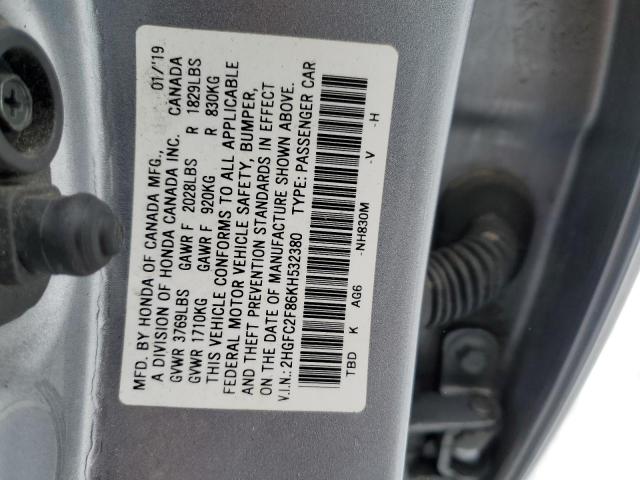 MFD. BY HONDA OF CANADA MFG., 01/'19
A DIVISION OF HONDA CANADA INC. CANADA
GVWR 3769LBS GAWR F 2028LBS R 1829LBS
GVWR 1710KG GAWR F 920KG R 830KG
THIS VEHICLE CONFORMS TO ALL APPLICABLE
FEDERAL MOTOR VEHICLE SAFETY, BUMPER,
AND THEFT PREVENTION STANDARDS IN EFFECT
ON THE DATE OF MANUFACTURE SHOWN ABOVE.
V.I.N.: 2HGFC2F86KH532380 TYPE: PASSENGER CAR
TBD K AG6 -NH830M -V -H